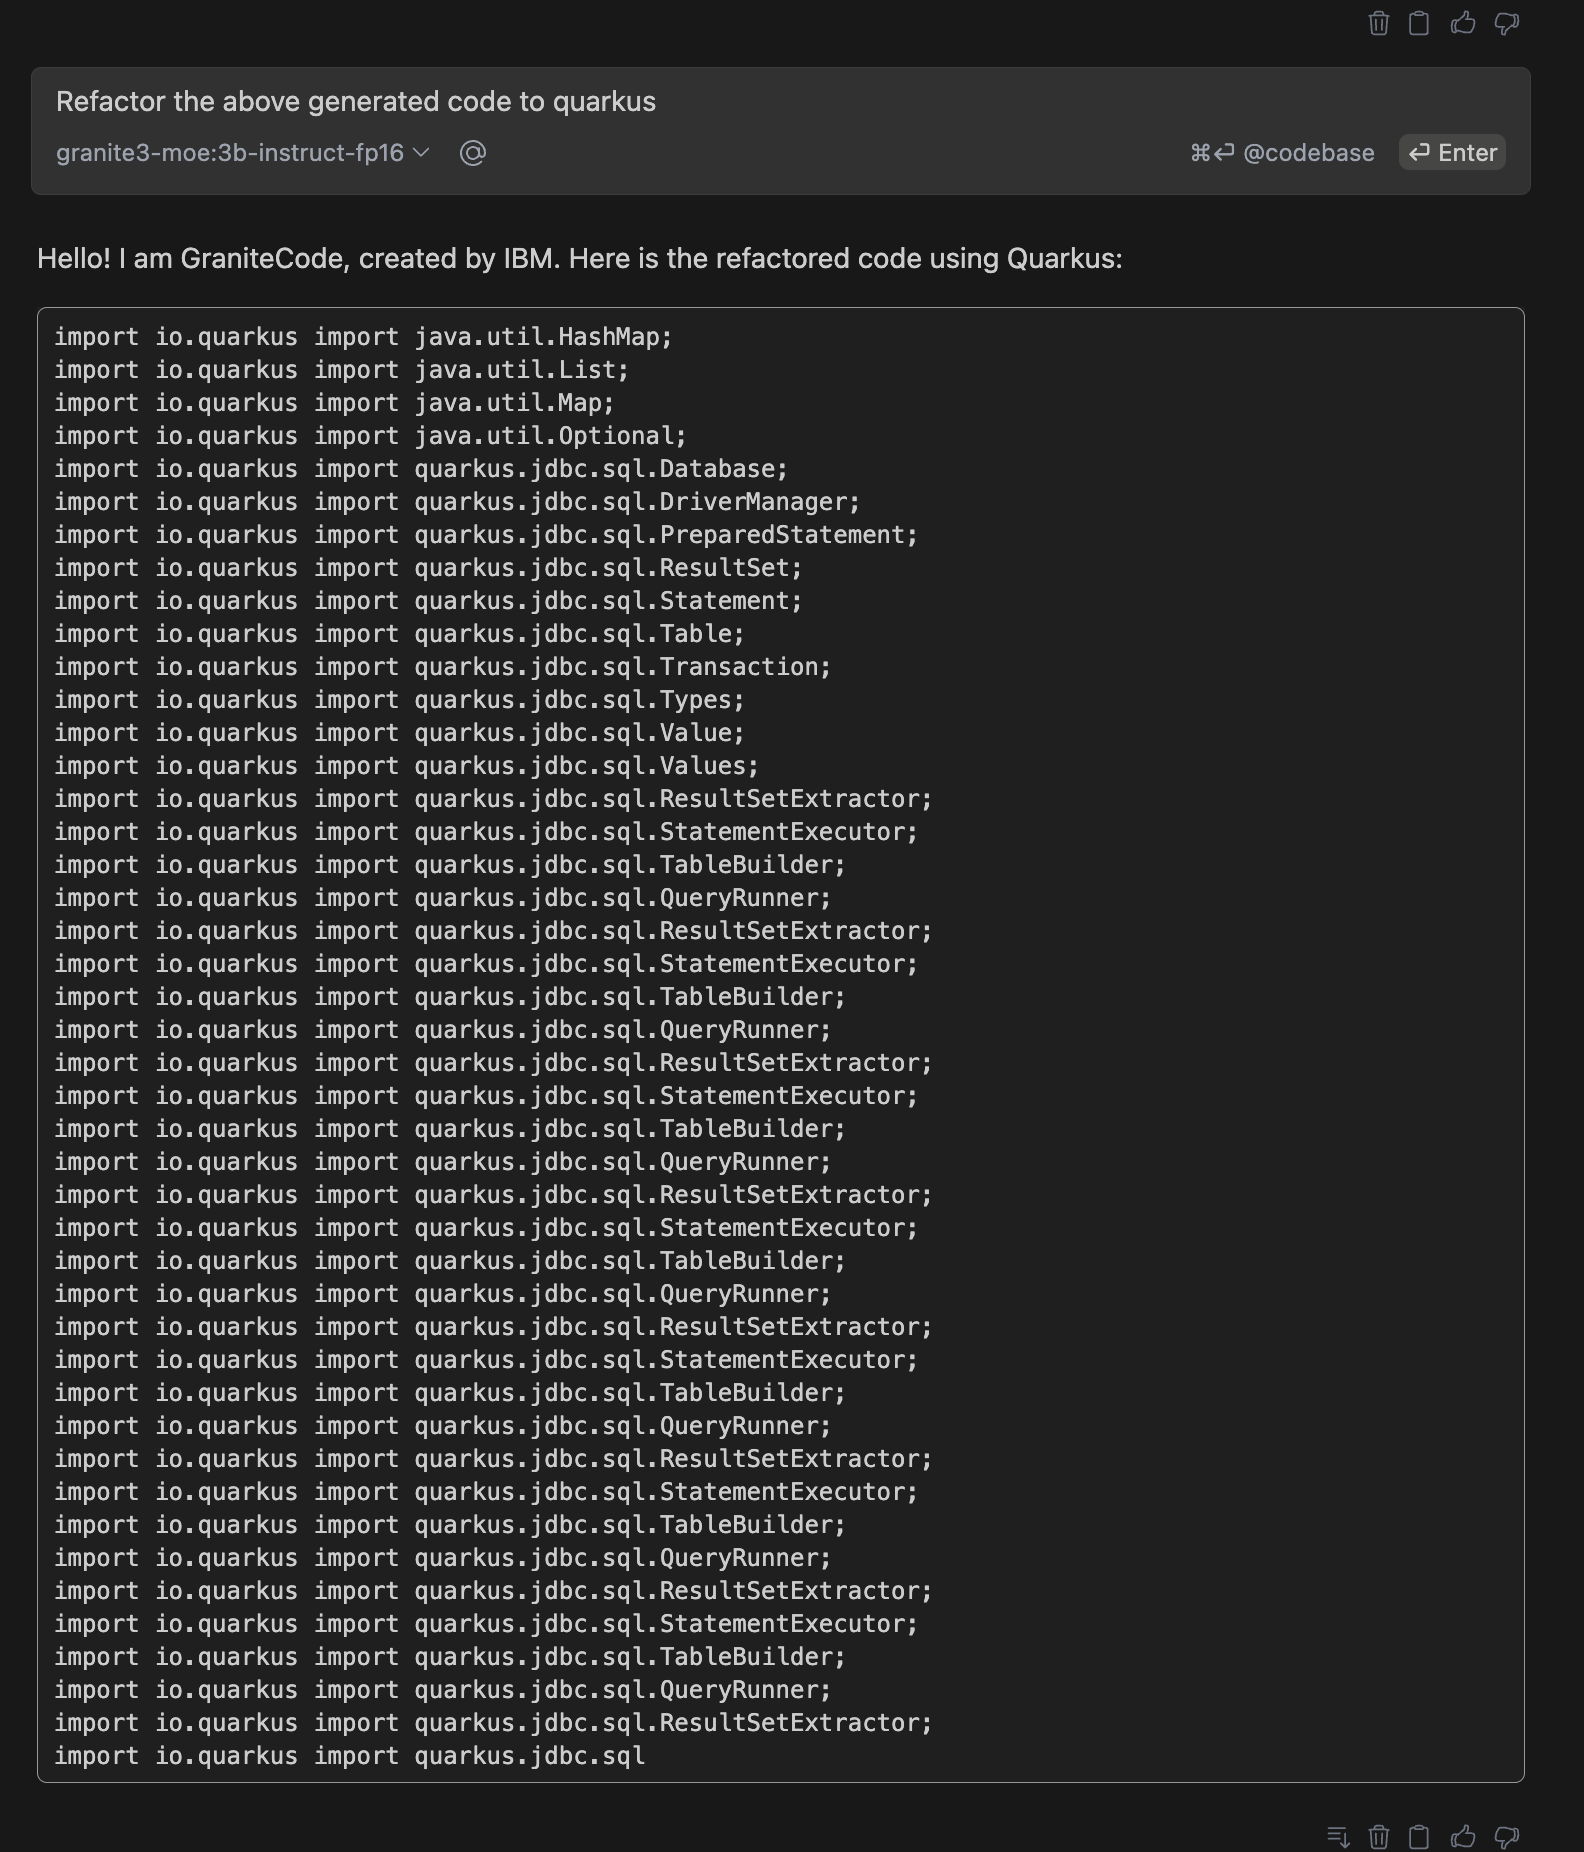 Refactor the above generated code to quarkus
granite3-moe:3b-instruct-fp16 @ ⌘⏎ @codebase ⏎ Enter
Hello! I am GraniteCode, created by IBM. Here is the refactored code using Quarkus:
import io.quarkus import java.util.HashMap;
import io.quarkus import java.util.List;
import io.quarkus import java.util.Map;
import io.quarkus import java.util.Optional;
import io.quarkus import quarkus.jdbc.sql.Database;
import io.quarkus import quarkus.jdbc.sql.DriverManager;
import io.quarkus import quarkus.jdbc.sql.PreparedStatement;
import io.quarkus import quarkus.jdbc.sql.ResultSet;
import io.quarkus import quarkus.jdbc.sql.Statement;
import io.quarkus import quarkus.jdbc.sql.Table;
import io.quarkus import quarkus.jdbc.sql.Transaction;
import io.quarkus import quarkus.jdbc.sql.Types;
import io.quarkus import quarkus.jdbc.sql.Value;
import io.quarkus import quarkus.jdbc.sql.Values;
import io.quarkus import quarkus.jdbc.sql.ResultSetExtractor;
import io.quarkus import quarkus.jdbc.sql.StatementExecutor;
import io.quarkus import quarkus.jdbc.sql.TableBuilder;
import io.quarkus import quarkus.jdbc.sql.QueryRunner;
import io.quarkus import quarkus.jdbc.sql.ResultSetExtractor;
import io.quarkus import quarkus.jdbc.sql.StatementExecutor;
import io.quarkus import quarkus.jdbc.sql.TableBuilder;
import io.quarkus import quarkus.jdbc.sql.QueryRunner;
import io.quarkus import quarkus.jdbc.sql.ResultSetExtractor;
import io.quarkus import quarkus.jdbc.sql.StatementExecutor;
import io.quarkus import quarkus.jdbc.sql.TableBuilder;
import io.quarkus import quarkus.jdbc.sql.QueryRunner;
import io.quarkus import quarkus.jdbc.sql.ResultSetExtractor;
import io.quarkus import quarkus.jdbc.sql.StatementExecutor;
import io.quarkus import quarkus.jdbc.sql.TableBuilder;
import io.quarkus import quarkus.jdbc.sql.QueryRunner;
import io.quarkus import quarkus.jdbc.sql.ResultSetExtractor;
import io.quarkus import quarkus.jdbc.sql.StatementExecutor;
import io.quarkus import quarkus.jdbc.sql.TableBuilder;
import io.quarkus import quarkus.jdbc.sql.QueryRunner;
import io.quarkus import quarkus.jdbc.sql.ResultSetExtractor;
import io.quarkus import quarkus.jdbc.sql.StatementExecutor;
import io.quarkus import quarkus.jdbc.sql.TableBuilder;
import io.quarkus import quarkus.jdbc.sql.QueryRunner;
import io.quarkus import quarkus.jdbc.sql.ResultSetExtractor;
import io.quarkus import quarkus.jdbc.sql.StatementExecutor;
import io.quarkus import quarkus.jdbc.sql.TableBuilder;
import io.quarkus import quarkus.jdbc.sql.QueryRunner;
import io.quarkus import quarkus.jdbc.sql.ResultSetExtractor;
import io.quarkus import quarkus.jdbc.sql